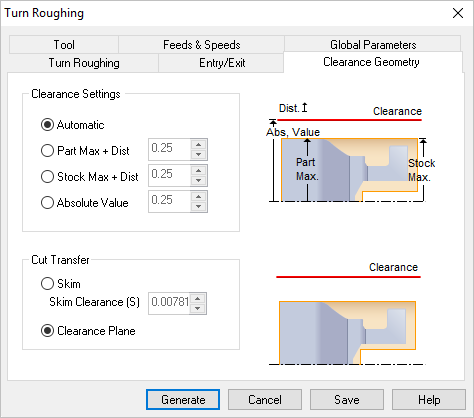 Turn Roughing
Tool Feeds & Speeds Global Parameters
Turn Roughing Entry/Exit Clearance Geometry
Clearance Settings
Automatic
Part Max + Dist 0.25
Stock Max + Dist 0.25
Absolute Value 0.25
Dist. Clearance
Abs, Value
Part Max.
Stock Max.
Cut Transfer
Skim
Skim Clearance (S) 0.00781
Clearance Plane
Clearance
Generate Cancel Save Help